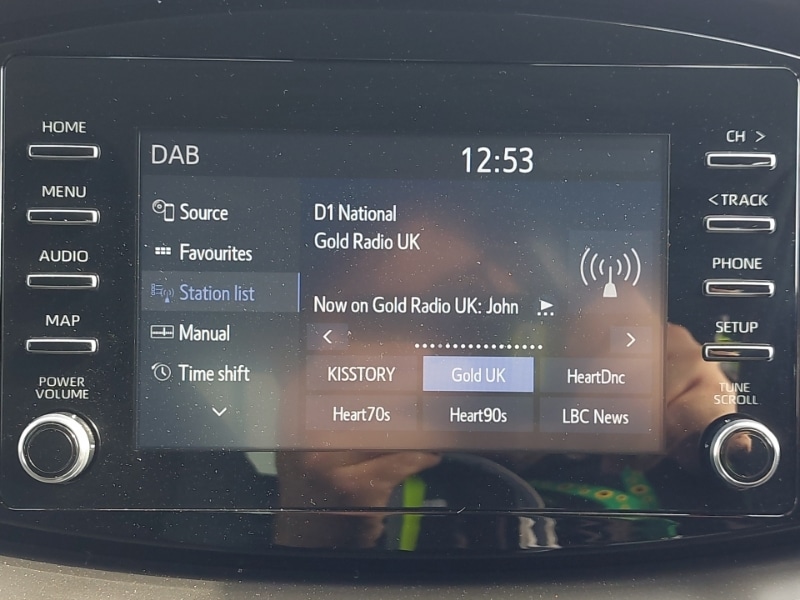 HOME
MENU
AUDIO
MAP
POWER
VOLUME
DAB
12:53
Source
Favourites
Station list
Manual
Time shift
D1 National
Gold Radio UK
Now on Gold Radio UK: John
KISSTORY
Gold UK
HeartDnc
Heart70s
Heart90s
LBC News
CH >
< TRACK
PHONE
SETUP
TUNE
SCROLL